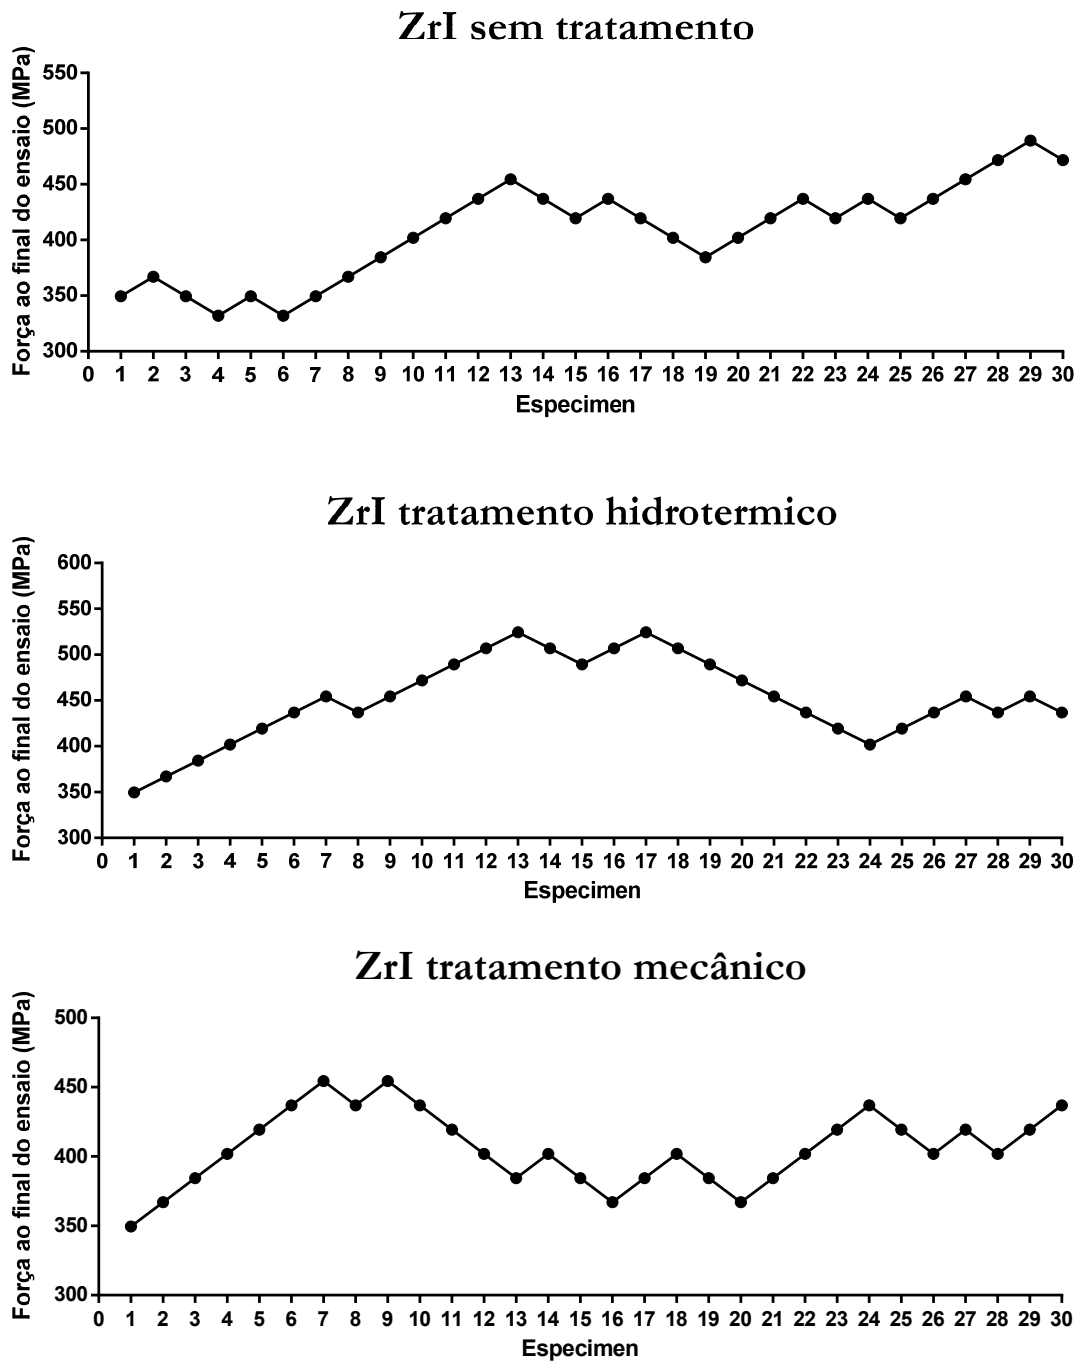 ZrI sem tratamento
Força ao final do ensaio (MPa)
550
500
450
400
350
300
0 1 2 3 4 5 6 7 8 9 10 11 12 13 14 15 16 17 18 19 20 21 22 23 24 25 26 27 28 29 30
Especimen
ZrI tratamento hidrotermico
Força ao final do ensaio (MPa)
600
550
500
450
400
350
300
0 1 2 3 4 5 6 7 8 9 10 11 12 13 14 15 16 17 18 19 20 21 22 23 24 25 26 27 28 29 30
Especimen
ZrI tratamento mecânico
Força ao final do ensaio (MPa)
500
450
400
350
300
0 1 2 3 4 5 6 7 8 9 10 11 12 13 14 15 16 17 18 19 20 21 22 23 24 25 26 27 28 29 30
Especimen